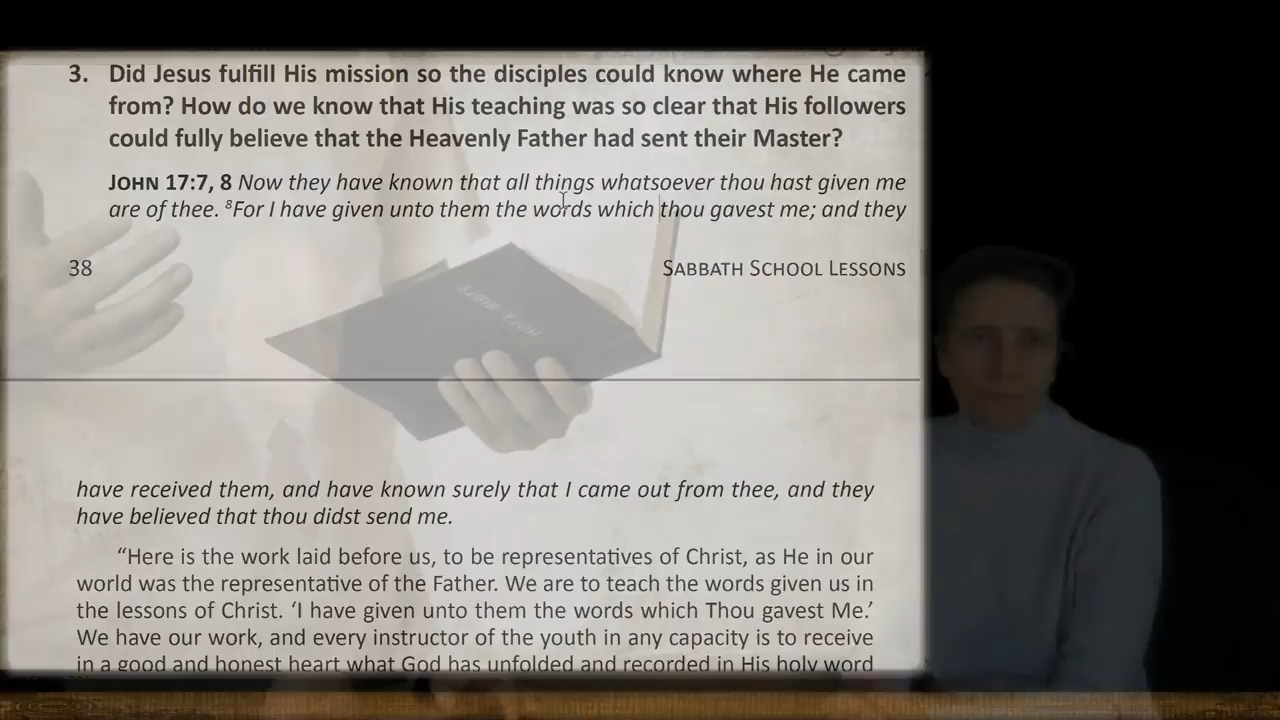 3. Did Jesus fulfill His mission so the disciples could know where He came
from? How do we know that His teaching was so clear that His followers
could fully believe that the Heavenly Father had sent their Master?
JOHN 17:7, 8 Now they have known that all things whatsoever thou hast given me
are of thee. ⁸For I have given unto them the words which thou gavest me; and they
38 SABBATH SCHOOL LESSONS
HOLY BIBLE
have received them, and have known surely that I came out from thee, and they
have believed that thou didst send me.
“Here is the work laid before us, to be representatives of Christ, as He in our
world was the representative of the Father. We are to teach the words given us in
the lessons of Christ. ‘I have given unto them the words which Thou gavest Me.’
We have our work, and every instructor of the youth in any capacity is to receive
in a good and honest heart what God has unfolded and recorded in His holy word